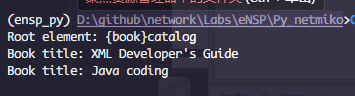 (ensp_py) D:\github\network\Labs\eNSP\Py_netmiko>
Root element: {book}catalog
Book title: XML Developer's Guide
Book title: Java coding